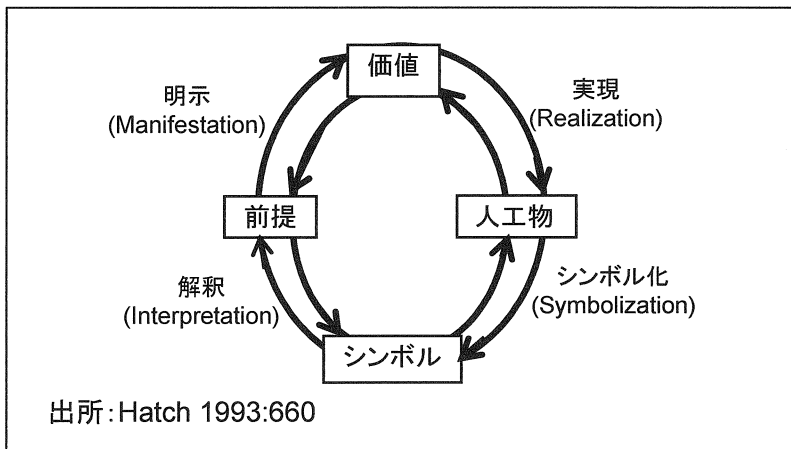 価値
明示
(Manifestation)
実現
(Realization)
前提
人工物
解釈
(Interpretation)
シンボル化
(Symbolization)
シンボル
出所：Hatch 1993:660